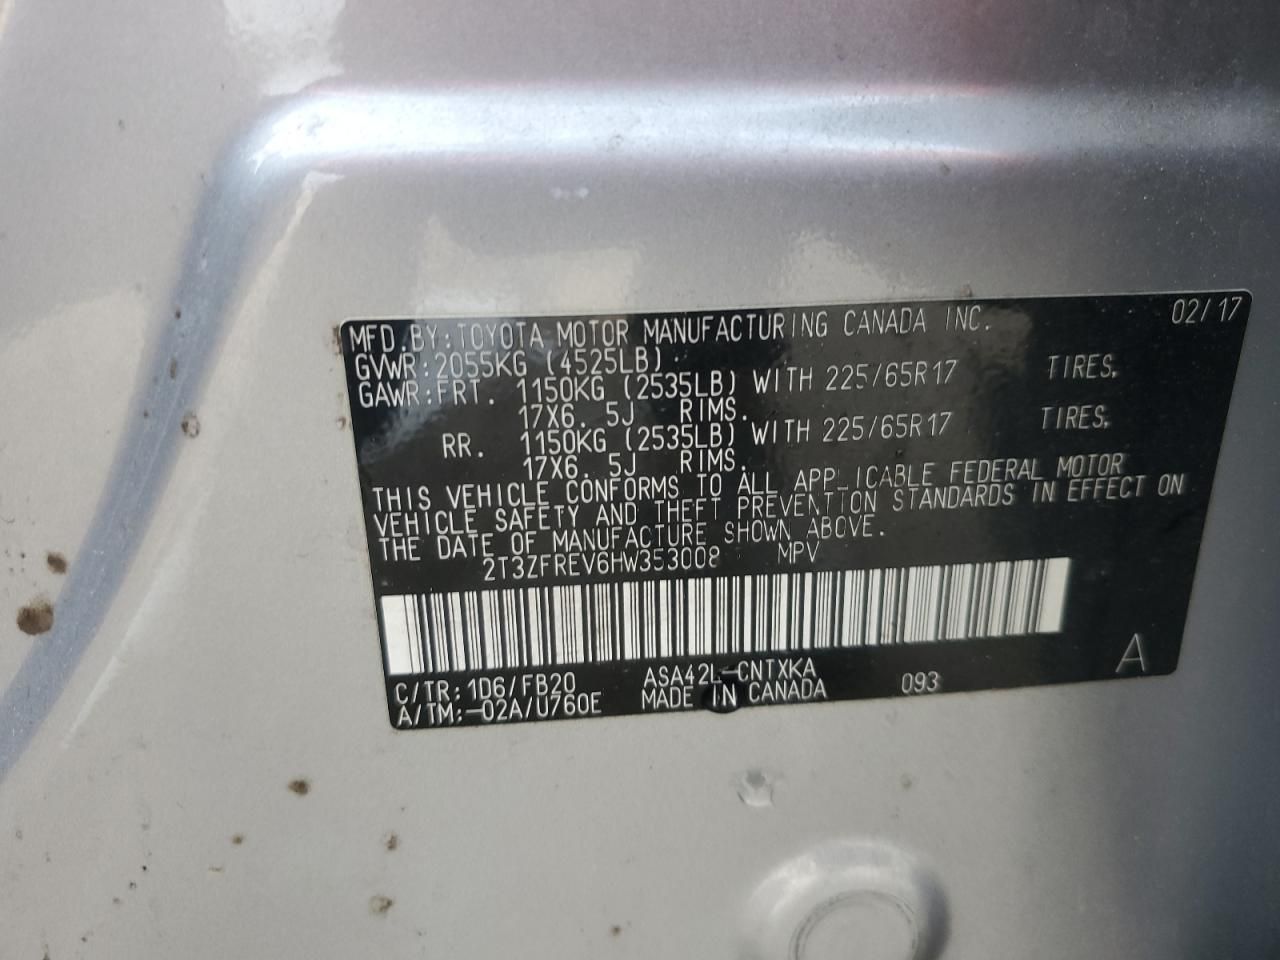 MFD.BY:TOYOTA MOTOR MANUFACTURING CANADA INC. 02/17
GVWR:2055KG (4525LB)
GAWR:FRT. 1150KG (2535LB) WITH 225/65R17 TIRES,
17X6.5J RIMS.
RR. 1150KG (2535LB) WITH 225/65R17 TIRES,
17X6.5J RIMS.
THIS VEHICLE CONFORMS TO ALL APPLICABLE FEDERAL MOTOR
VEHICLE SAFETY AND THEFT PREVENTION STANDARDS IN EFFECT ON
THE DATE OF MANUFACTURE SHOWN ABOVE.
2T3ZFREV6HW353008 MPV
C/TR:1D6/FB20 ASA42L-CNTXKA 093 A
A/TM:-02A/U760E MADE IN CANADA